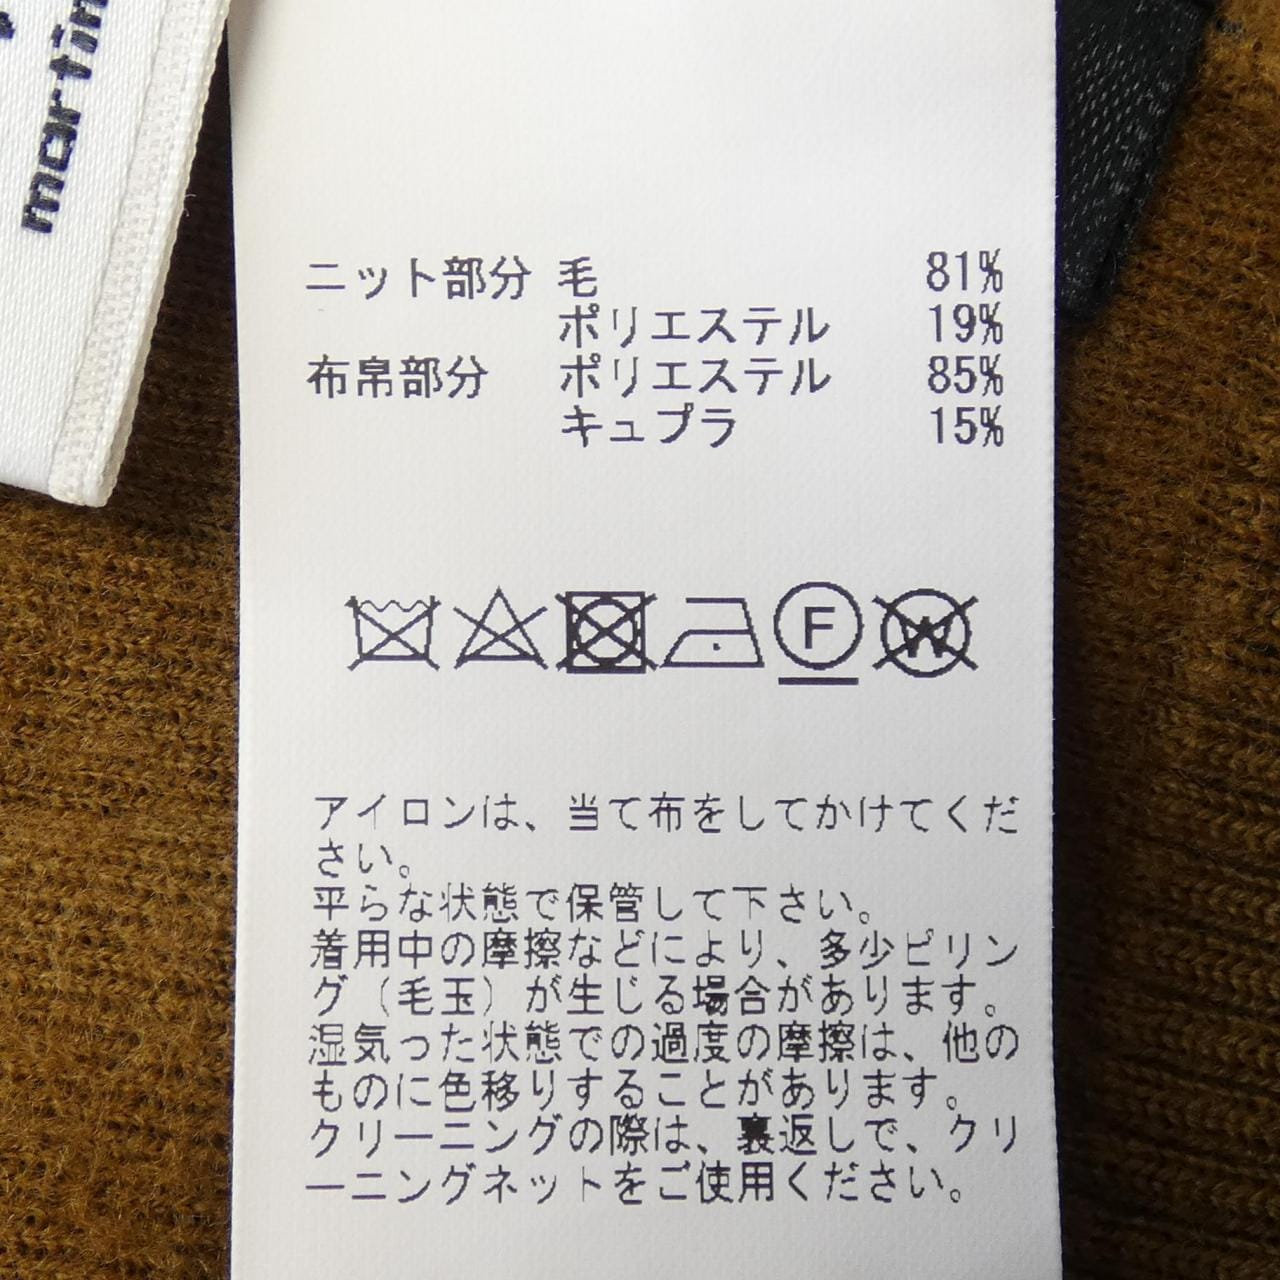 martin
ニット部分 毛 81%
ポリエステル 19%
布帛部分 ポリエステル 85%
キュプラ 15%
F
W
アイロンは、当て布をしてかけてくだ
さい。
平らな状態で保管して下さい。
着用中の摩擦などにより、多少ピリン
グ（毛玉）が生じる場合があります。
湿気った状態での過度の摩擦は、他の
ものに色移りすることがあります。
クリーニングの際は、裏返しで、クリ
ーニングネットをご使用ください。